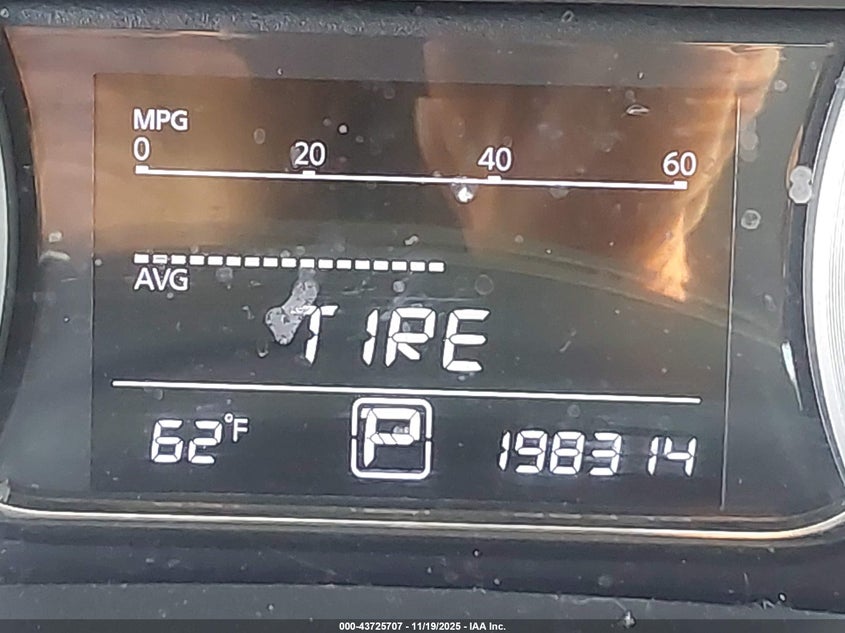 MPG
0 20 40 60
AVG
TIRE
62°F P 198314
000-43725707 - 11/19/2025 - IAA Inc.